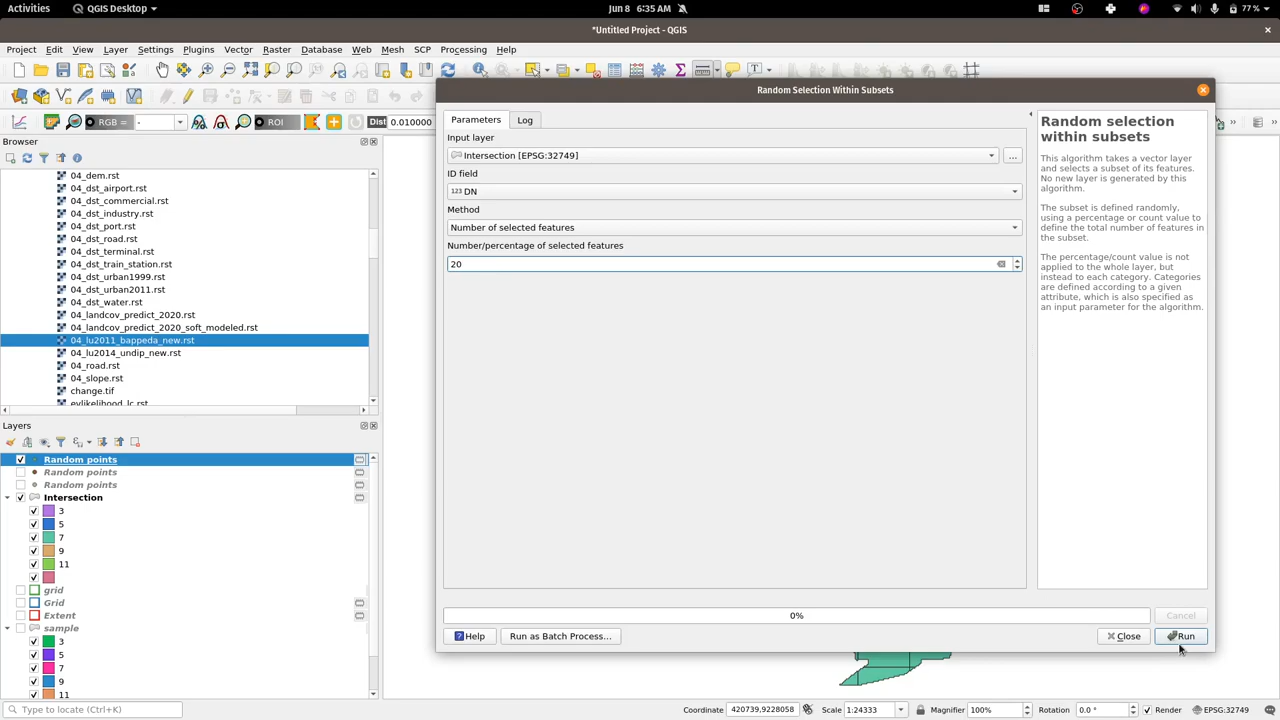 Activities
QGIS Desktop
Jun 8 6:35 AM
77 %
*Untitled Project - QGIS
Project Edit View Layer Settings Plugins Vector Raster Database Web Mesh SCP Processing Help
RGB = -
ROI
Dist 0.010000
Browser
04_dem.rst
04_dst_airport.rst
04_dst_commercial.rst
04_dst_industry.rst
04_dst_port.rst
04_dst_road.rst
04_dst_terminal.rst
04_dst_train_station.rst
04_dst_urban1999.rst
04_dst_urban2011.rst
04_dst_water.rst
04_landcov_predict_2020.rst
04_landcov_predict_2020_soft_modeled.rst
04_lu2011_bappeda_new.rst
04_lu2014_undip_new.rst
04_road.rst
04_slope.rst
change.tif
evlikelihood_lc.rst
Layers
Random points
Random points
Random points
Intersection
3
5
7
9
11
grid
Grid
Extent
sample
3
5
7
9
11
Random Selection Within Subsets
Parameters
Log
Input layer
Intersection [EPSG:32749]
...
ID field
123 DN
Method
Number of selected features
Number/percentage of selected features
20
Random selection
within subsets
This algorithm takes a vector layer
and selects a subset of its features.
No new layer is generated by this
algorithm.
The subset is defined randomly,
using a percentage or count value to
define the total number of features in
the subset.
The percentage/count value is not
applied to the whole layer, but
instead to each category. Categories
are defined according to a given
attribute, which is also specified as
an input parameter for the algorithm.
0%
Cancel
Help
Run as Batch Process...
Close
Run
Type to locate (Ctrl+K)
Coordinate 420739,9228058
Scale 1:24333
Magnifier 100%
Rotation 0.0 °
Render
EPSG:32749